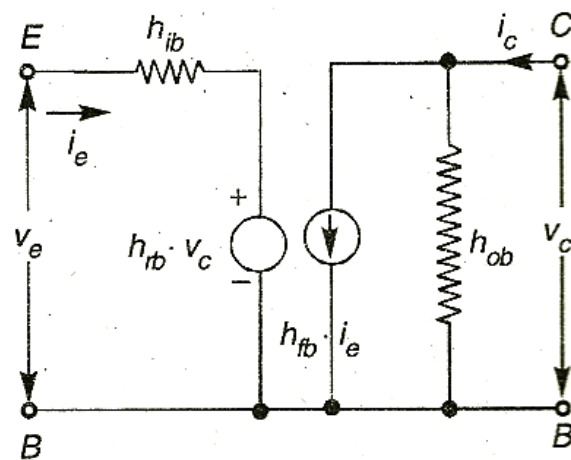 E
h_ib
i_c
C
i_e
+
v_e
h_rb · v_c
h_ob
v_c
−
h_fb · i_e
B
B